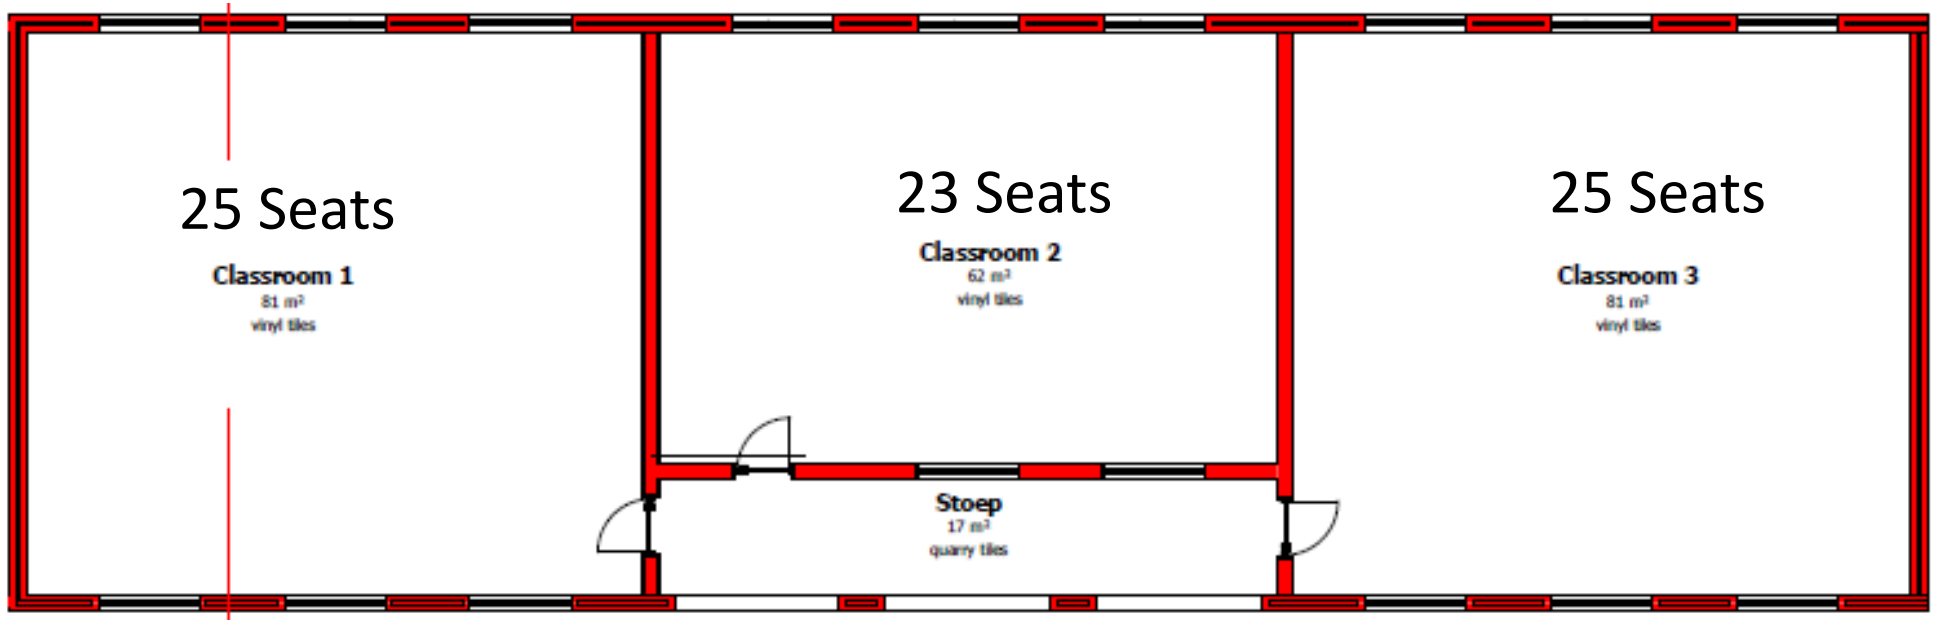 25 Seats
Classroom 1
81 m²
vinyl tiles
23 Seats
Classroom 2
62 m²
vinyl tiles
25 Seats
Classroom 3
81 m²
vinyl tiles
Stoep
17 m²
quarry tiles